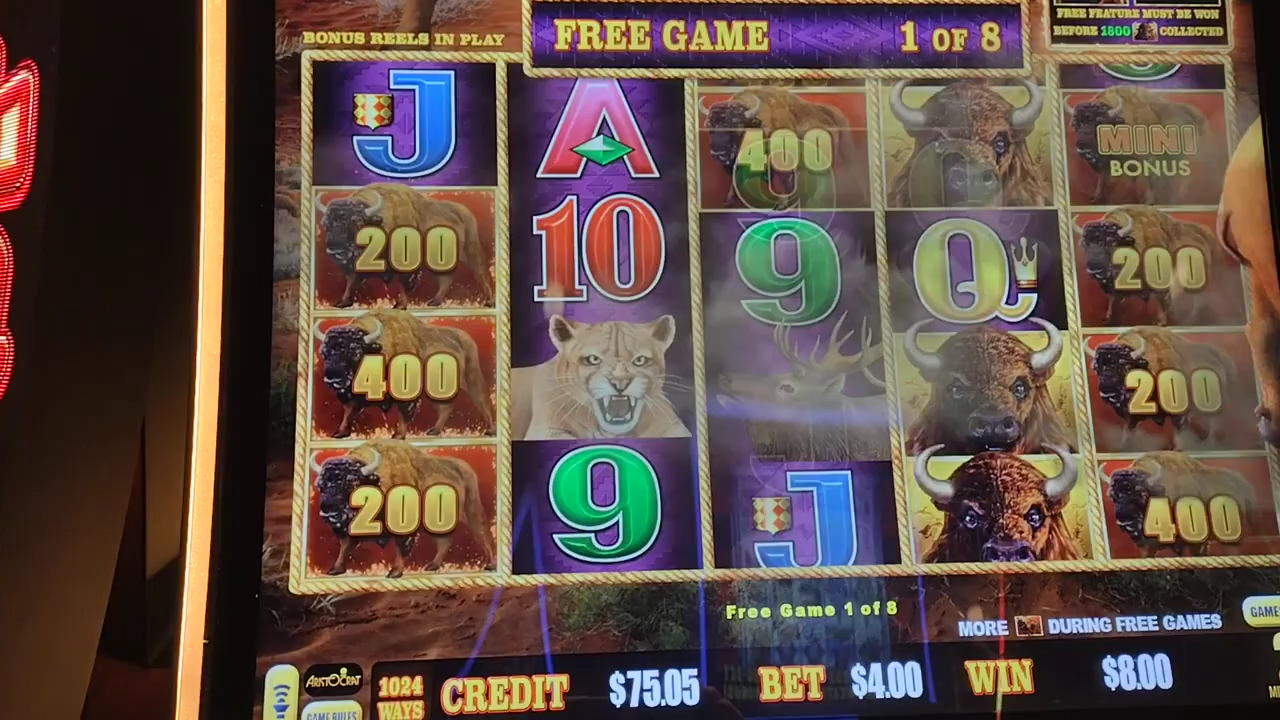 BONUS REELS IN PLAY
FREE GAME 1 OF 8
FREE FEATURE MUST BE WON
BEFORE 1800 COLLECTED
J A 400 9 MINI BONUS
200 10 9 Q 200
400 200
200 9 J 400
Free Game 1 of 8
MORE DURING FREE GAMES
GAME
ARISTOCRAT
GAME RULES
1024 WAYS
CREDIT $75.05 BET $4.00 WIN $8.00